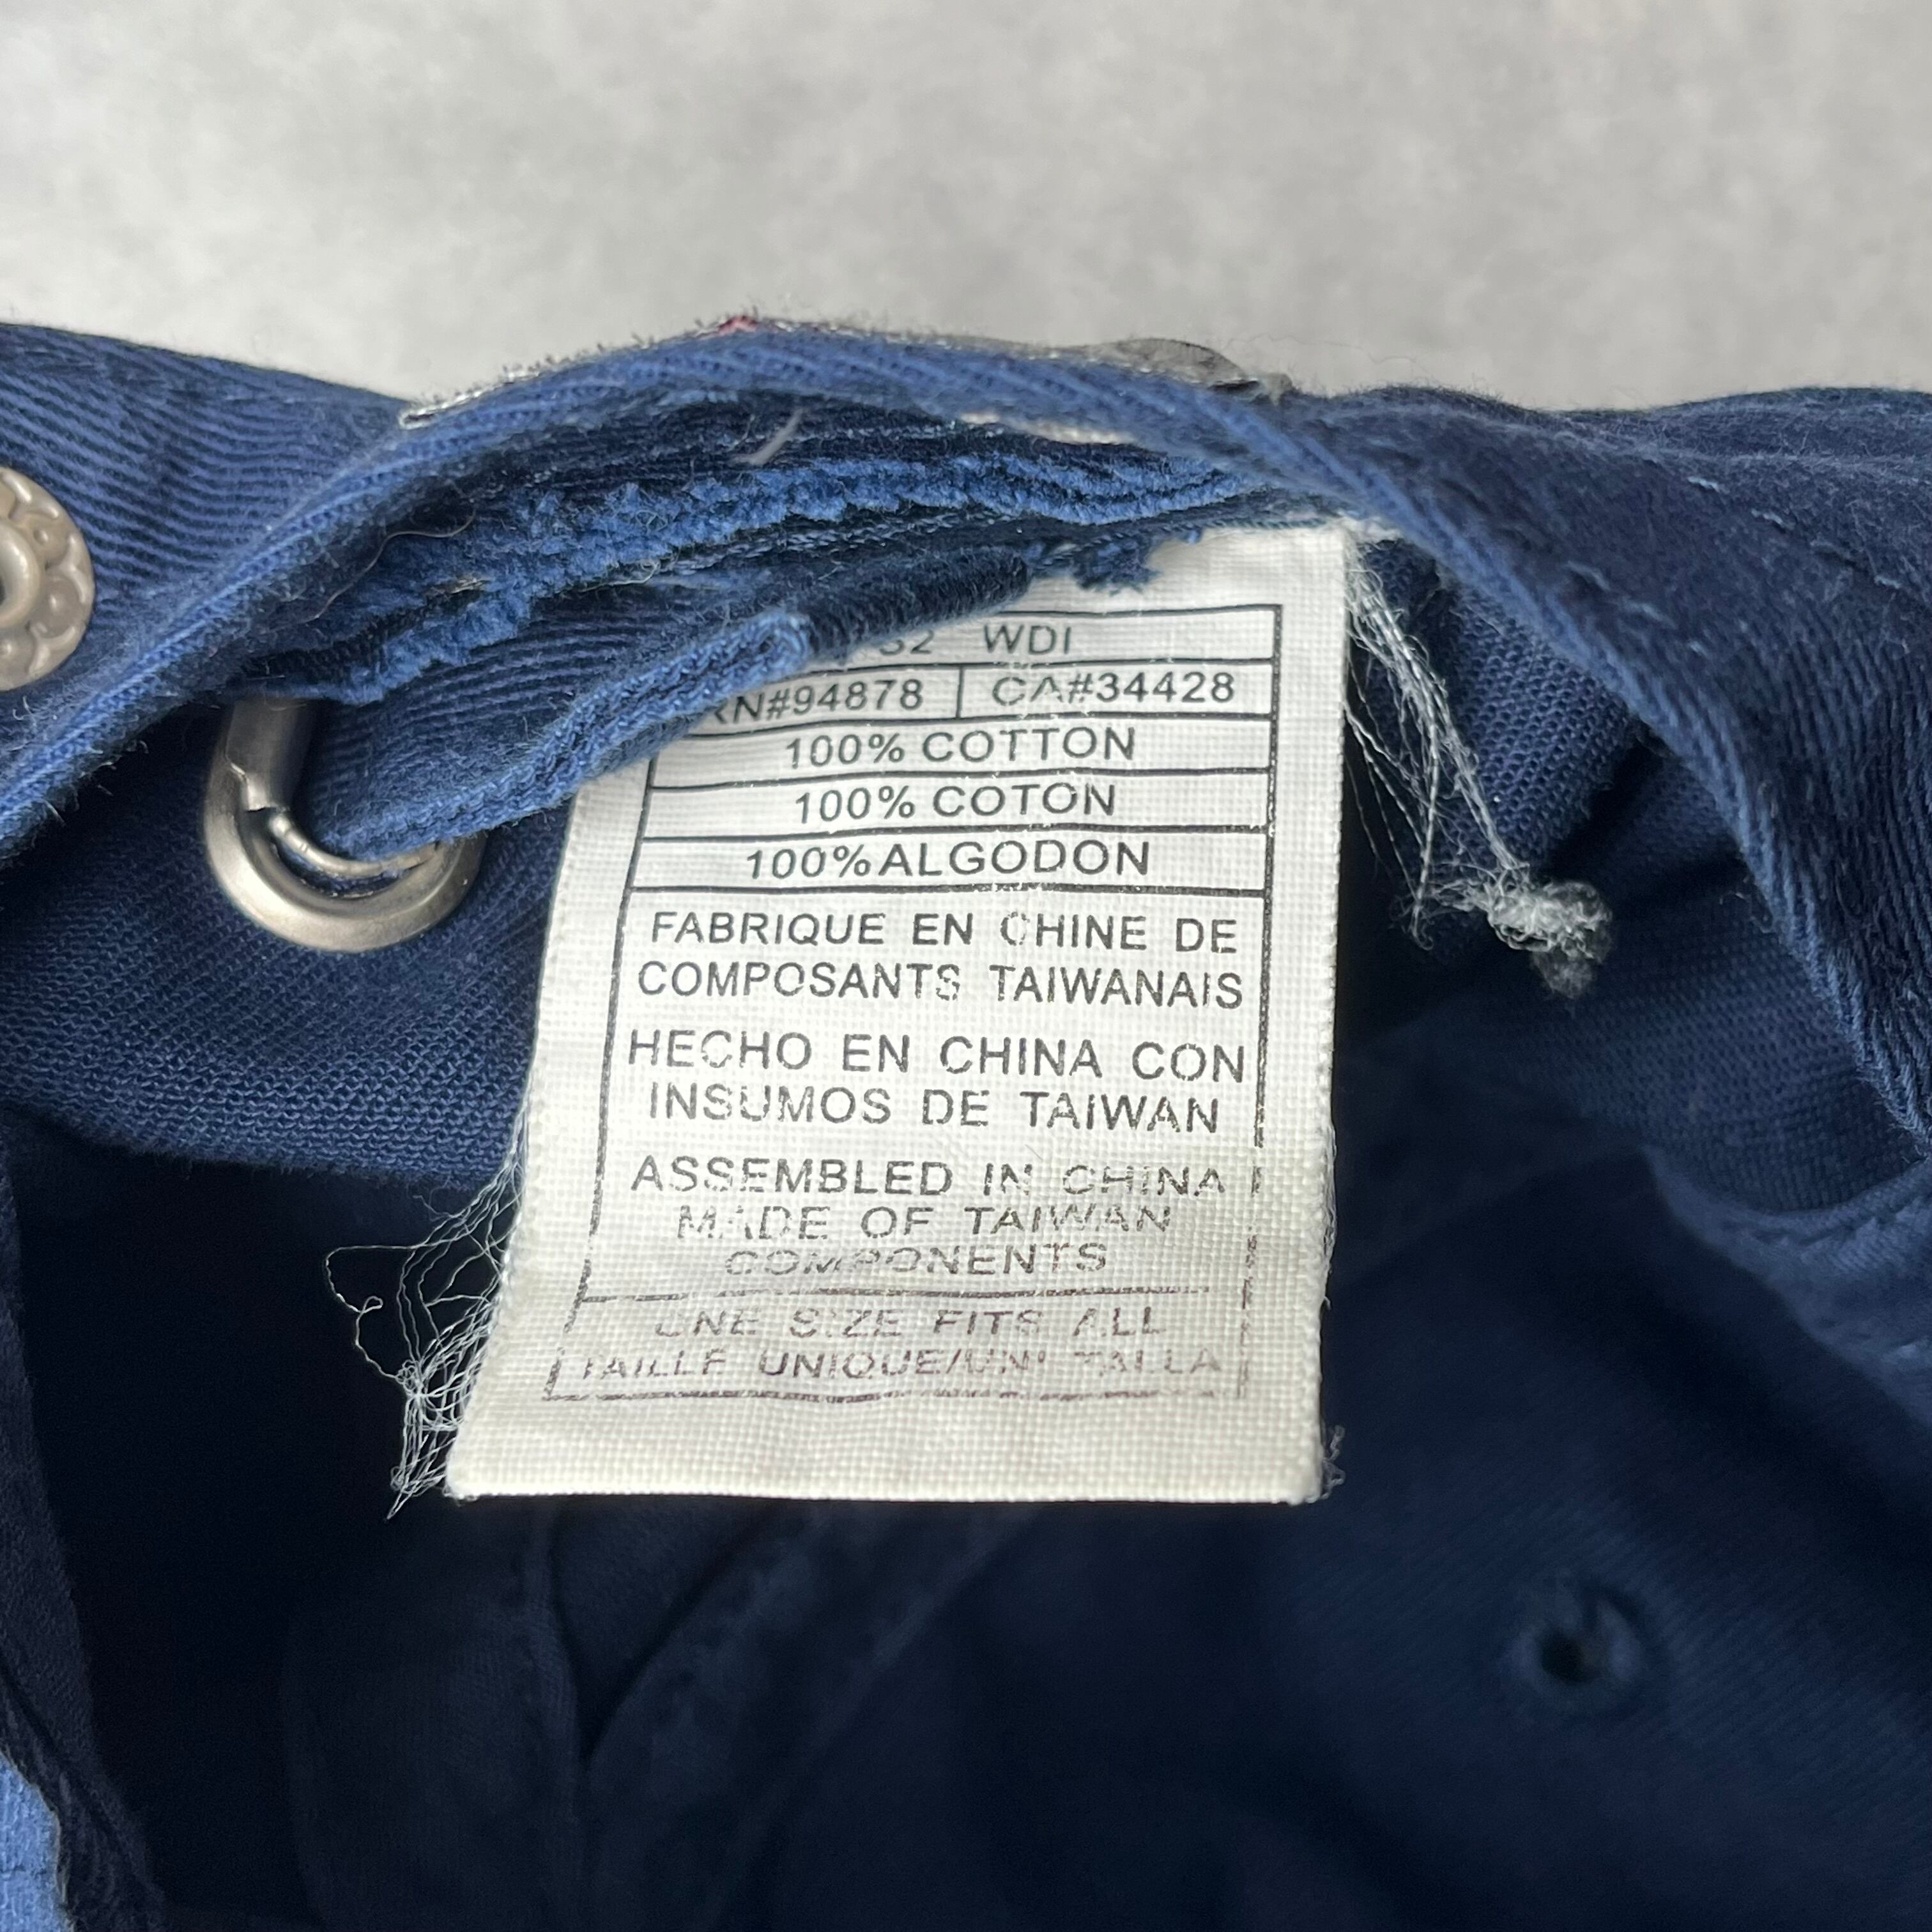 WDI
RN#94878 CA#34428
100% COTTON
100% COTON
100% ALGODON
FABRIQUE EN CHINE DE
COMPOSANTS TAIWANAIS
HECHO EN CHINA CON
INSUMOS DE TAIWAN
ASSEMBLED IN CHINA
MADE OF TAIWAN
COMPONENTS
ONE SIZE FITS ALL
TAILLE UNIQUE/UNI TALLA